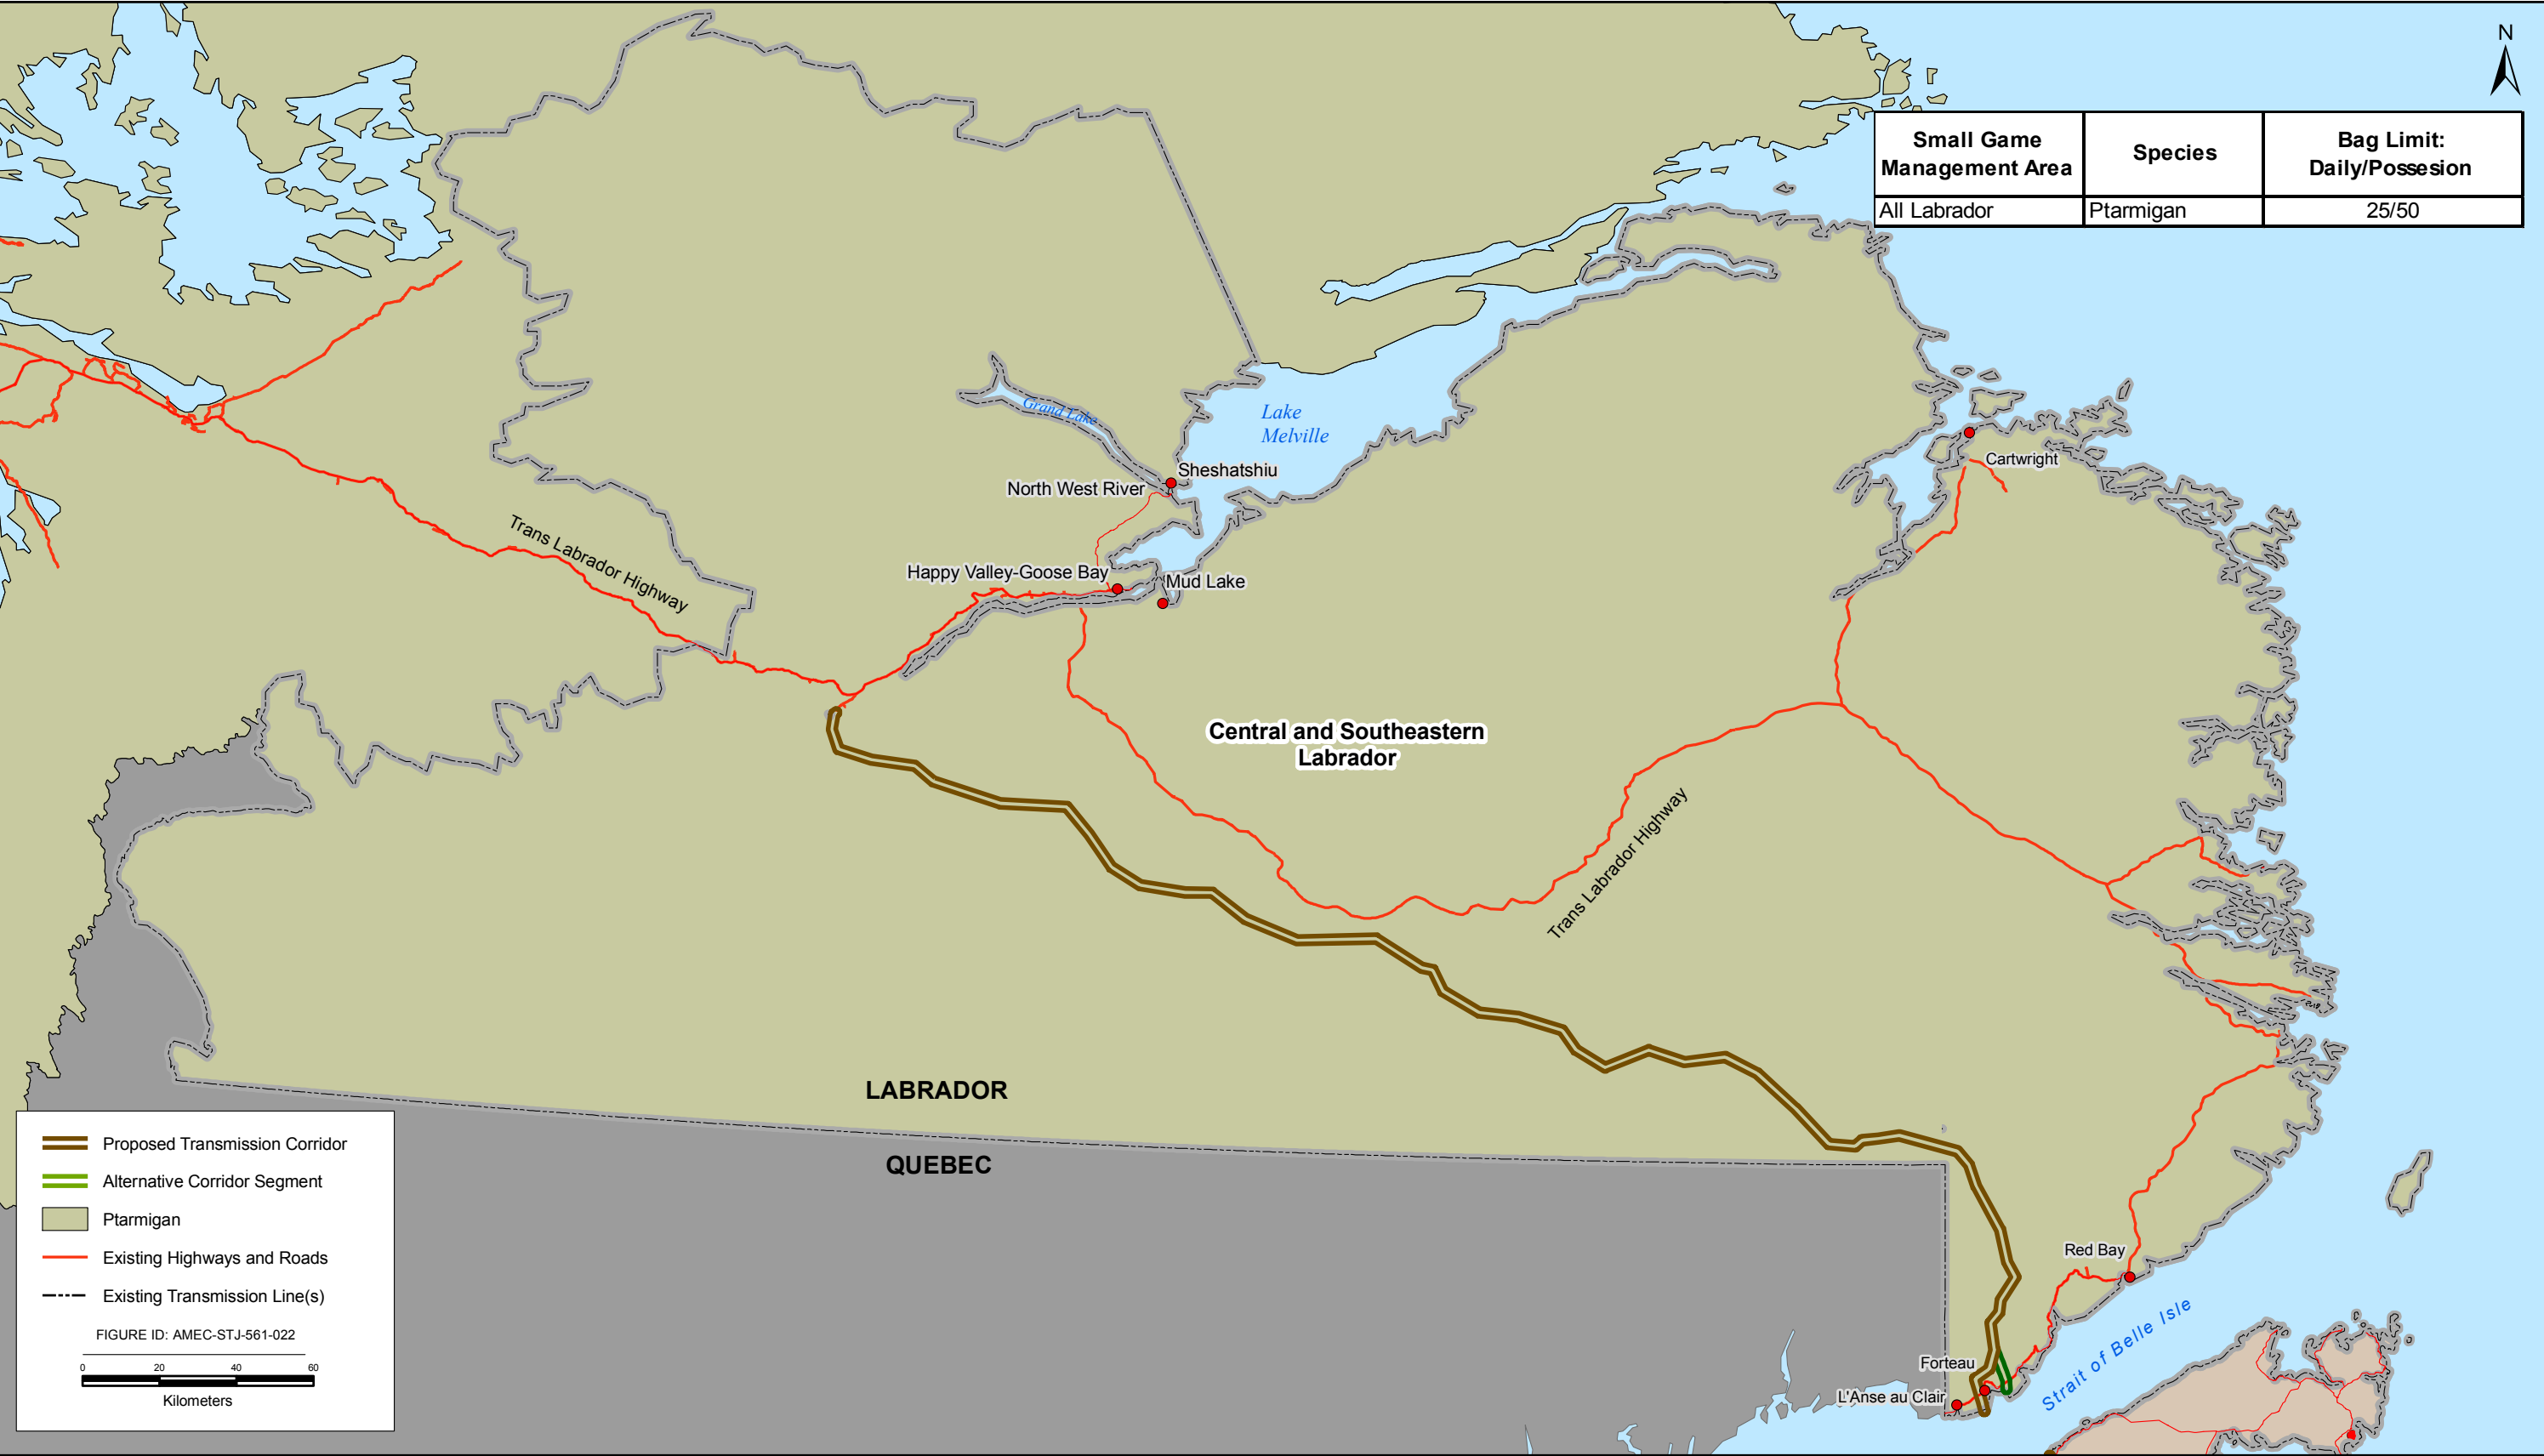 N
Small Game
Management Area
Species
Bag Limit:
Daily/Possesion
All Labrador
Ptarmigan
25/50
Grand Lake
Lake
Melville
Sheshatshiu
North West River
Cartwright
Trans Labrador Highway
Happy Valley-Goose Bay
Mud Lake
Central and Southeastern
Labrador
Trans Labrador Highway
LABRADOR
QUEBEC
Red Bay
Strait of Belle Isle
Forteau
L'Anse au Clair
Proposed Transmission Corridor
Alternative Corridor Segment
Ptarmigan
Existing Highways and Roads
Existing Transmission Line(s)
FIGURE ID: AMEC-STJ-561-022
0 20 40 60
Kilometers